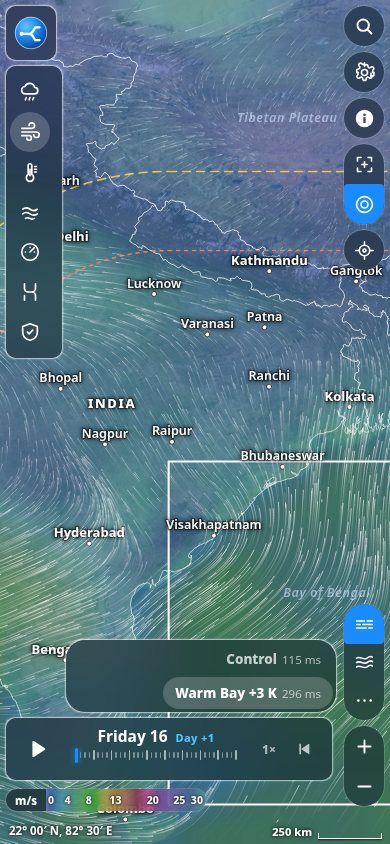 Tibetan Plateau
arh
Delhi
Kathmandu
Gangtok
Lucknow
Patna
Varanasi
Bhopal
Ranchi
INDIA
Kolkata
Nagpur
Raipur
Bhubaneswar
Visakhapatnam
Hyderabad
Bay of Bengal
Benga
Control 115 ms
Warm Bay +3 K 296 ms
Friday 16 Day +1
1×
m/s 0 4 8 13 20 25 30
Colombo
22° 00′ N, 82° 30′ E
250 km